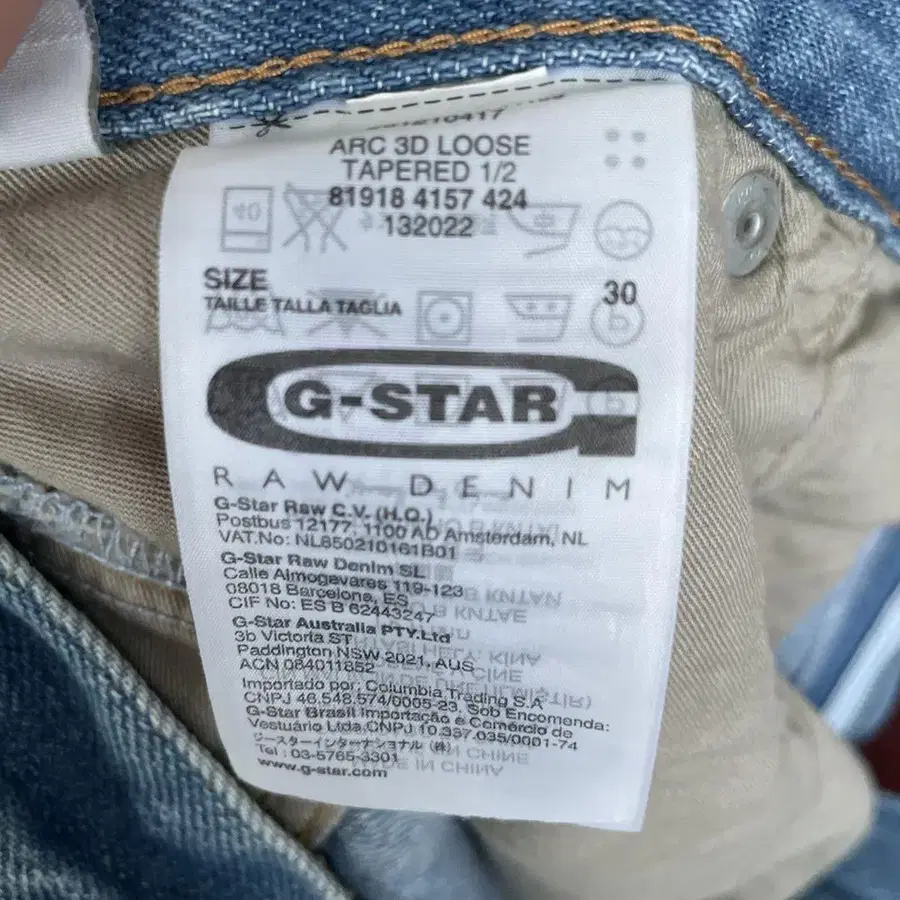 ARC 3D LOOSE
TAPERED 1/2
81918 4157 424
132022
SIZE
TAILLE TALLA TAGLIA
30
G-STAR
RAW DENIM
G-Star Raw C.V. (H.Q.)
Postbus 12177, 1100 AD Amsterdam, NL
VAT.No: NL850210161B01
G-Star Raw Denim SL
Calle Almogavares 119-123
08018 Barcelona, ES
CIF No: ES B 62443247
G-Star Australia PTY.Ltd
3b Victoria ST
Paddington NSW 2021, AUS
ACN 084011852
Importado por: Columbia Trading S.A
CNPJ 46.548.574/0005-23, Sob Encomenda:
G-Star Brasil Importação e Comércio de
Vestuário Ltda.CNPJ 10.337.035/0001-74
ジースターインターナショナル (株)
Tel : 03-5765-3301
www.g-star.com